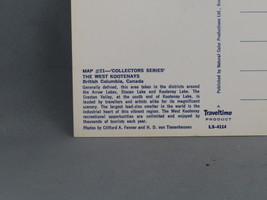 MAP #11—'COLLECTORS SERIES'
THE WEST KOOTENAYS
British Columbia, Canada
Generally defined, this area takes in the districts around
the Arrow Lakes, Slocan Lake and Kootenay Lake. The
Creston Valley, at the south end of Kootenay Lake, is
lauded by travellers and artists alike for its magnificent
scenery. The largest lead-zinc smelter in the world is the
industrial heart of this vibrant region. The West Kootenay
recreational opportunities are unlimited and enjoyed by
thousands of tourists each year.
Photos by Clifford A. Fenner and H. D. von Tiesenhausen
Published by Natural Color Productions Ltd.,
Traveltime
PRODUCT
LS-4114